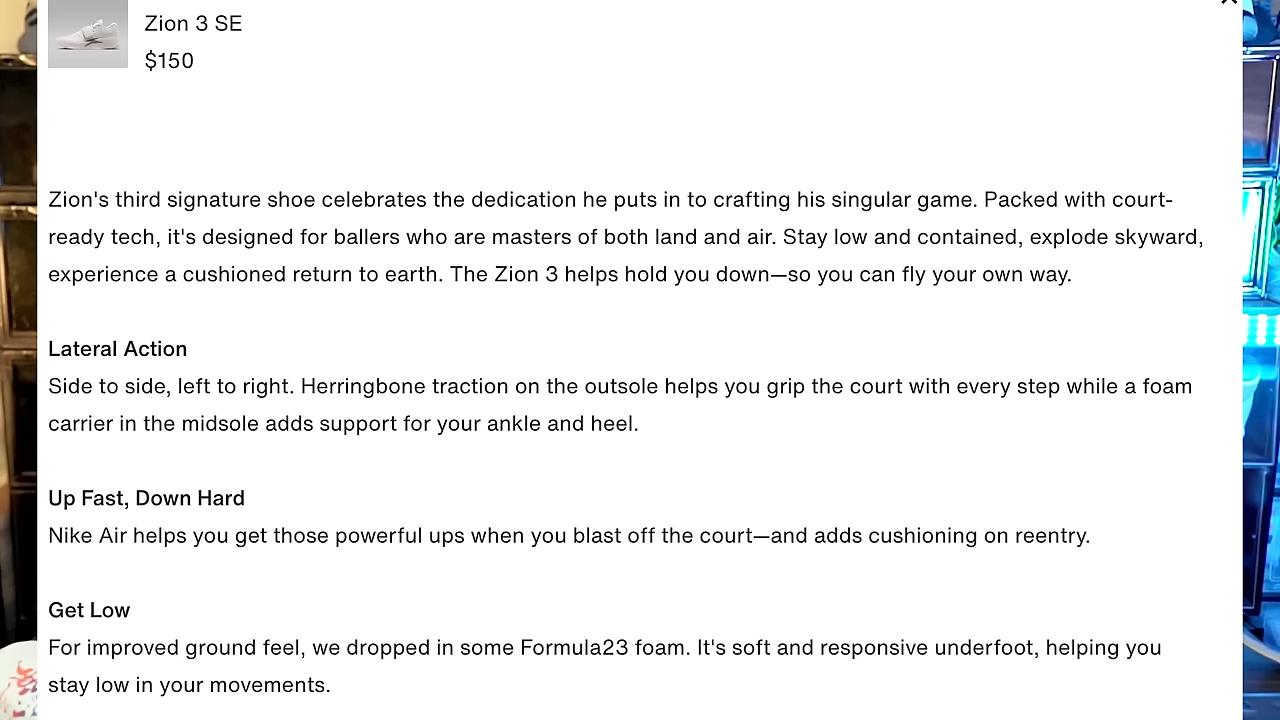 Zion 3 SE
$150
Zion's third signature shoe celebrates the dedication he puts in to crafting his singular game. Packed with court-
ready tech, it's designed for ballers who are masters of both land and air. Stay low and contained, explode skyward,
experience a cushioned return to earth. The Zion 3 helps hold you down—so you can fly your own way.
Lateral Action
Side to side, left to right. Herringbone traction on the outsole helps you grip the court with every step while a foam
carrier in the midsole adds support for your ankle and heel.
Up Fast, Down Hard
Nike Air helps you get those powerful ups when you blast off the court—and adds cushioning on reentry.
Get Low
For improved ground feel, we dropped in some Formula23 foam. It's soft and responsive underfoot, helping you
stay low in your movements.